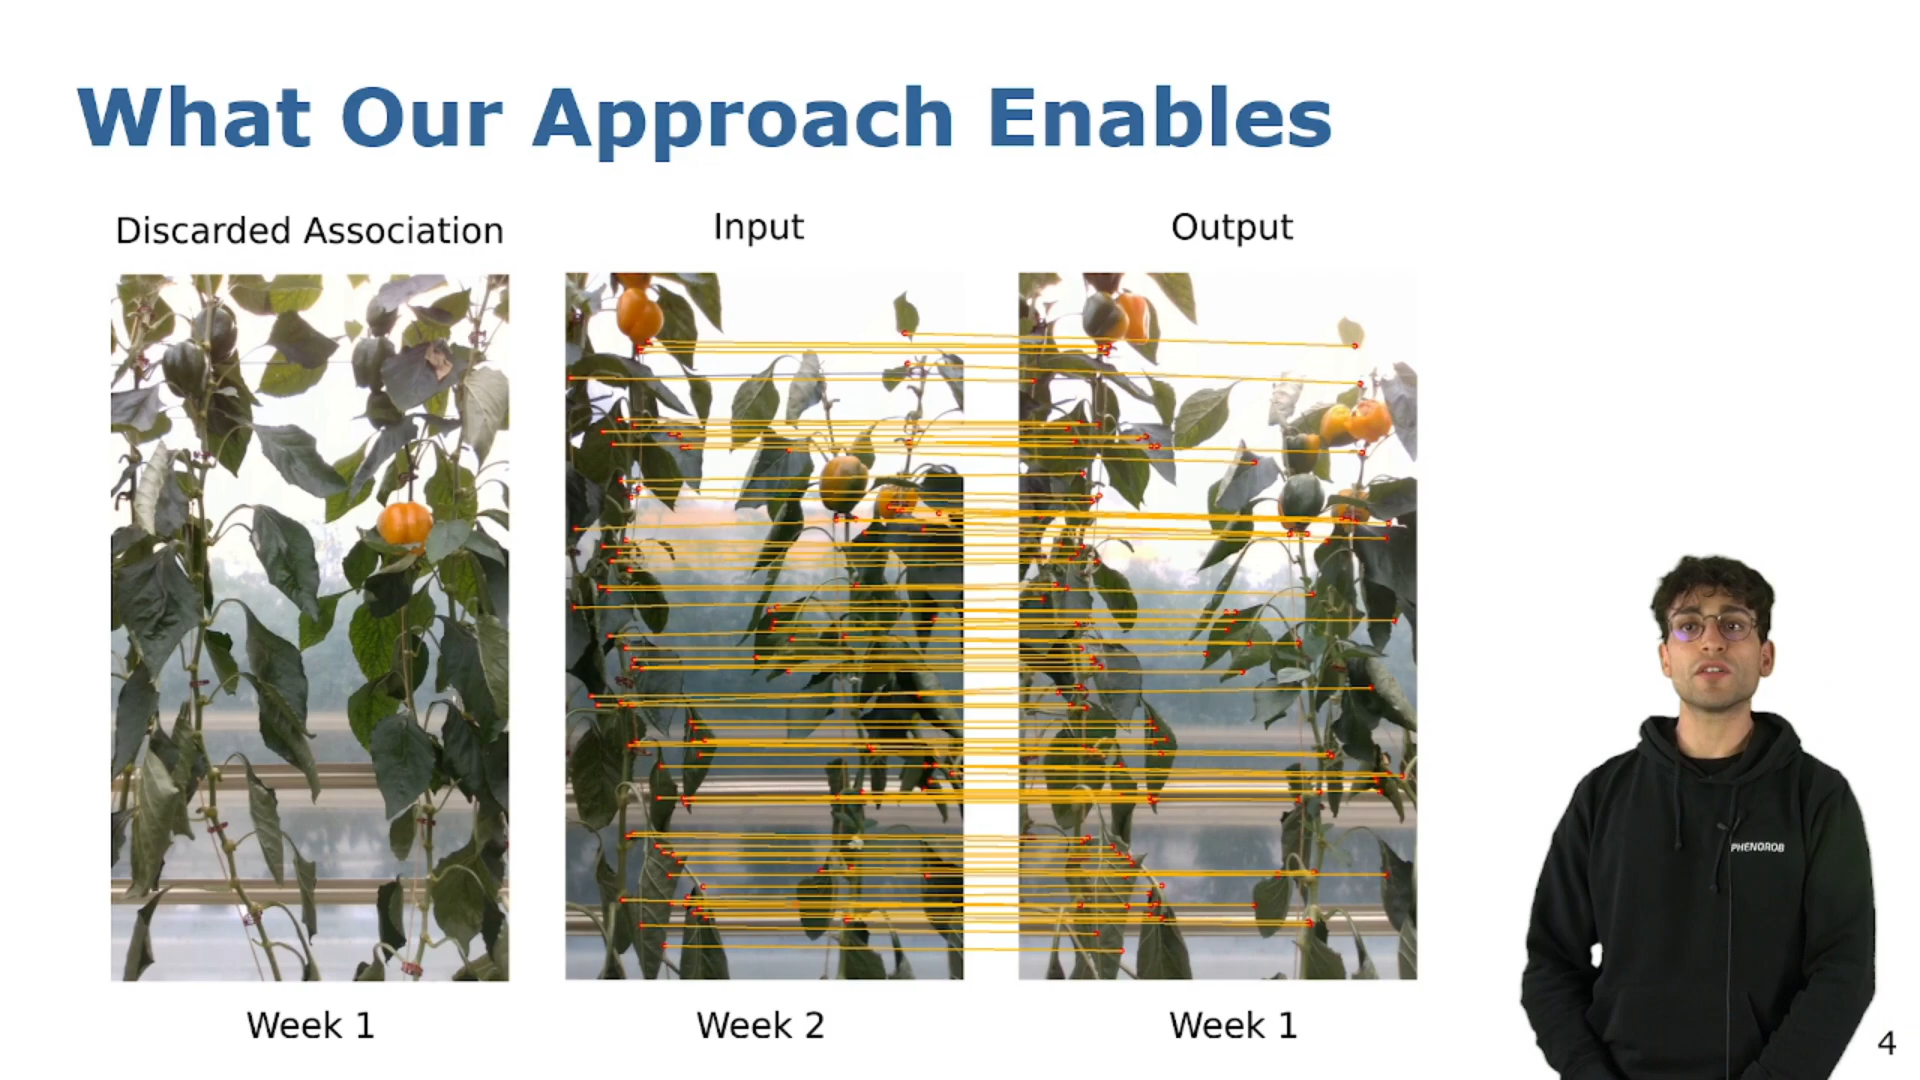 What Our Approach Enables
Discarded Association
Input
Output
Week 1
Week 2
Week 1
PHENOROB
4